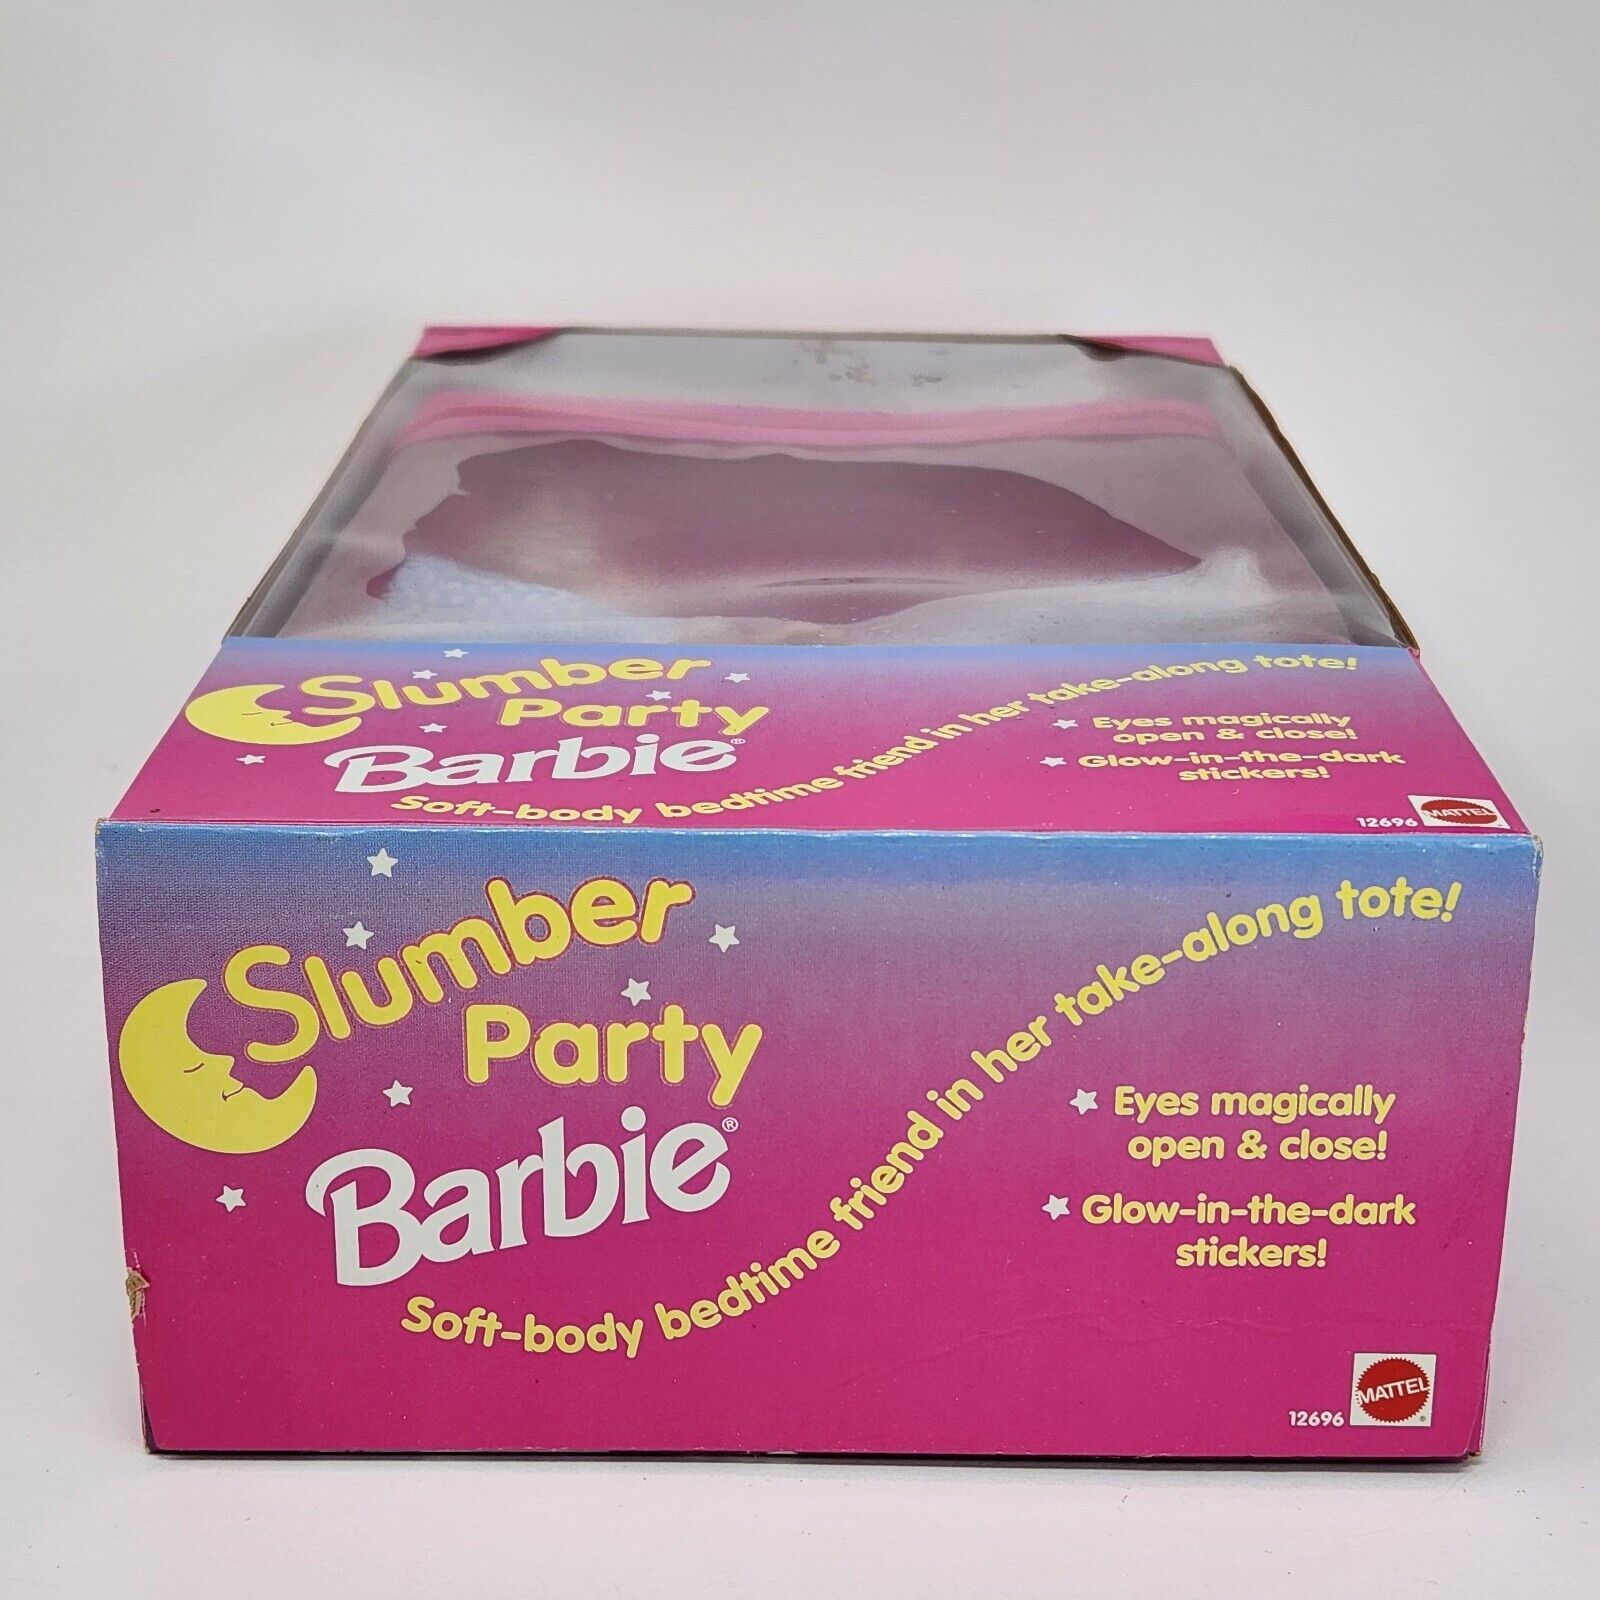 Slumber
Party
Barbie®
Soft-body bedtime friend in her take-along tote!
Eyes magically
open & close!
Glow-in-the-dark
stickers!
12696
MATTEL
Slumber
Party
Barbie®
Soft-body bedtime friend in her take-along tote!
Eyes magically
open & close!
Glow-in-the-dark
stickers!
12696
MATTEL®